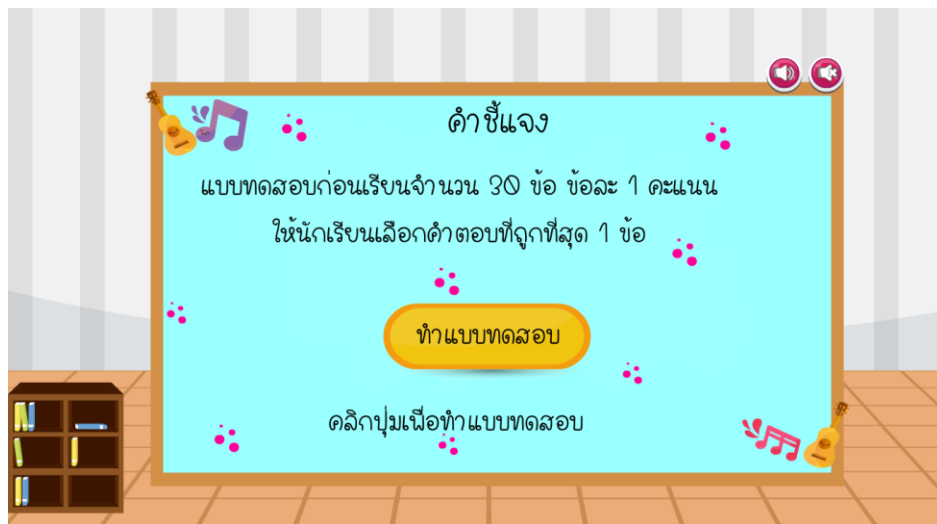 คำชี้แจง
แบบทดสอบก่อนเรียนจำนวน 30 ข้อ ข้อละ 1 คะแนน
ให้นักเรียนเลือกคำตอบที่ถูกที่สุด 1 ข้อ
ทำแบบทดสอบ
คลิกปุ่มเพื่อทำแบบทดสอบ